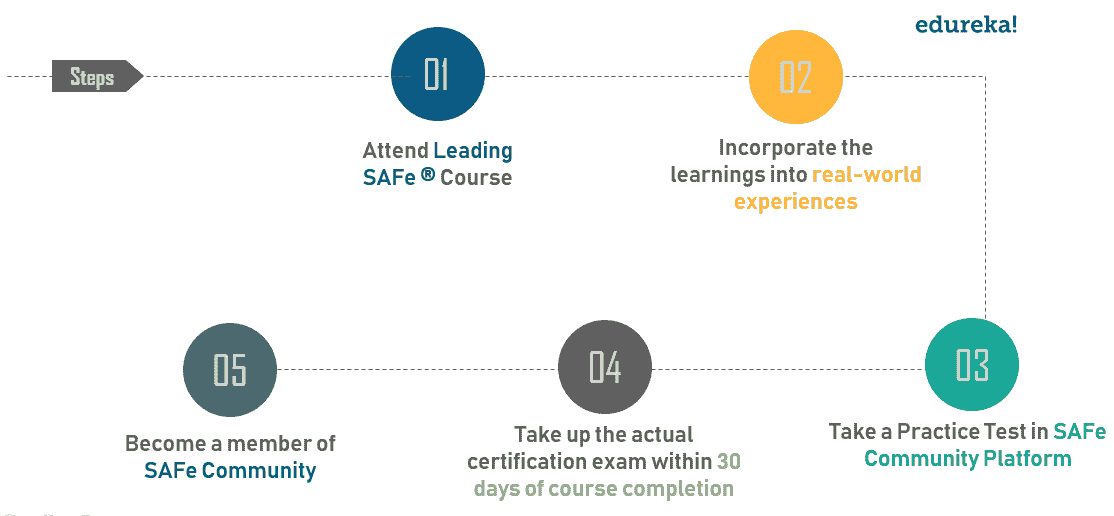 edureka!
Steps
01
Attend Leading
SAFe ® Course
02
Incorporate the
learnings into real-world
experiences
03
Take a Practice Test in SAFe
Community Platform
04
Take up the actual
certification exam within 30
days of course completion
05
Become a member of
SAFe Community